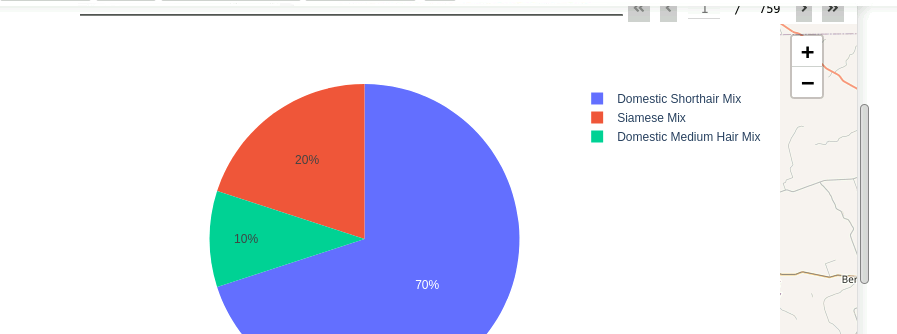 « ‹ 1 / 759 › »
+
−
Domestic Shorthair Mix
Siamese Mix
Domestic Medium Hair Mix
20%
10%
70%
Ber